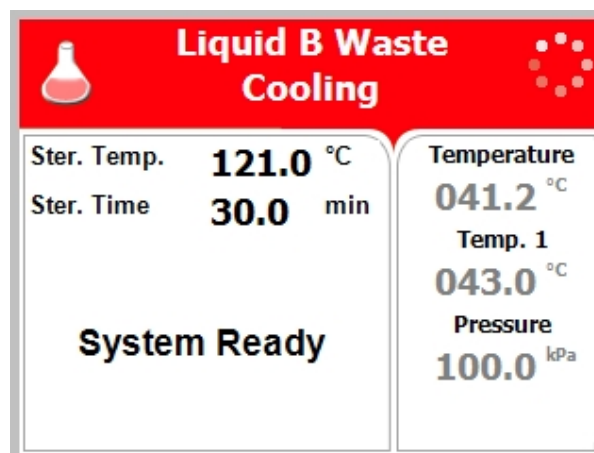 Liquid B Waste
Cooling
Ster. Temp. 121.0 °C
Ster. Time 30.0 min
System Ready
Temperature
041.2 °C
Temp. 1
043.0 °C
Pressure
100.0 kPa